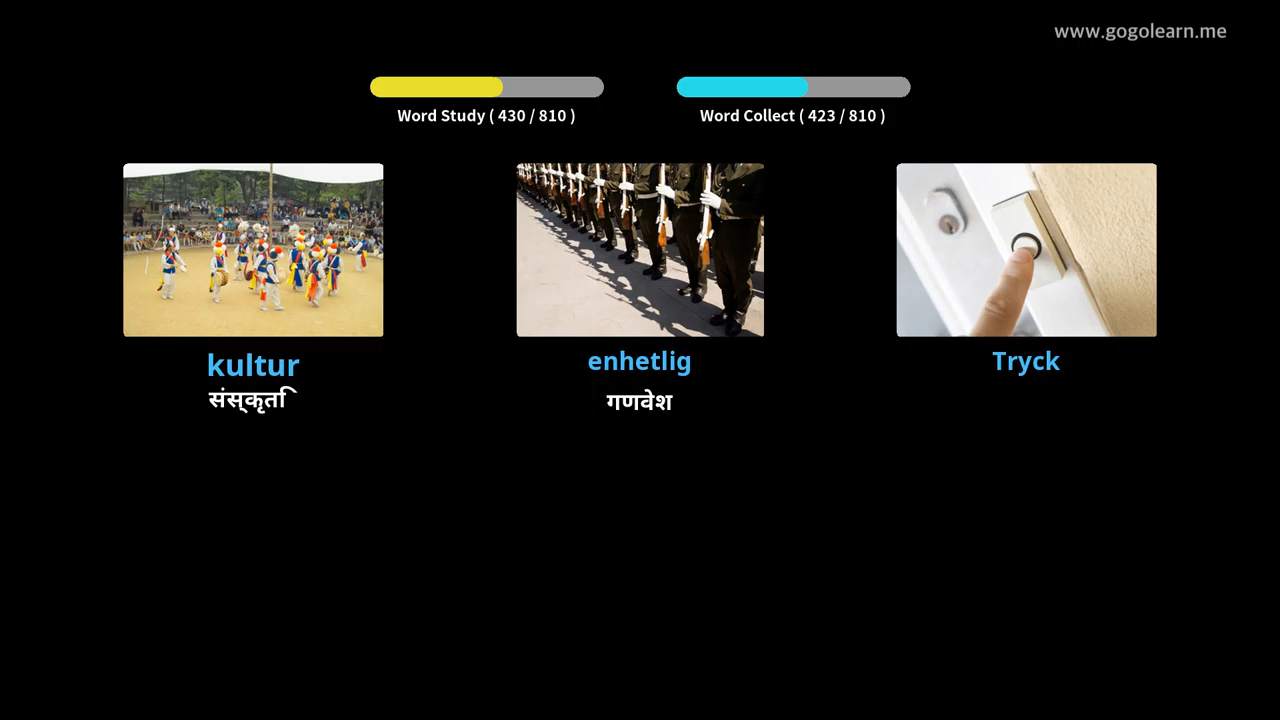 www.gogolearn.me
Word Study ( 430 / 810 )
Word Collect ( 423 / 810 )
kultur
संस्कृति
enhetlig
गणवेश
Tryck